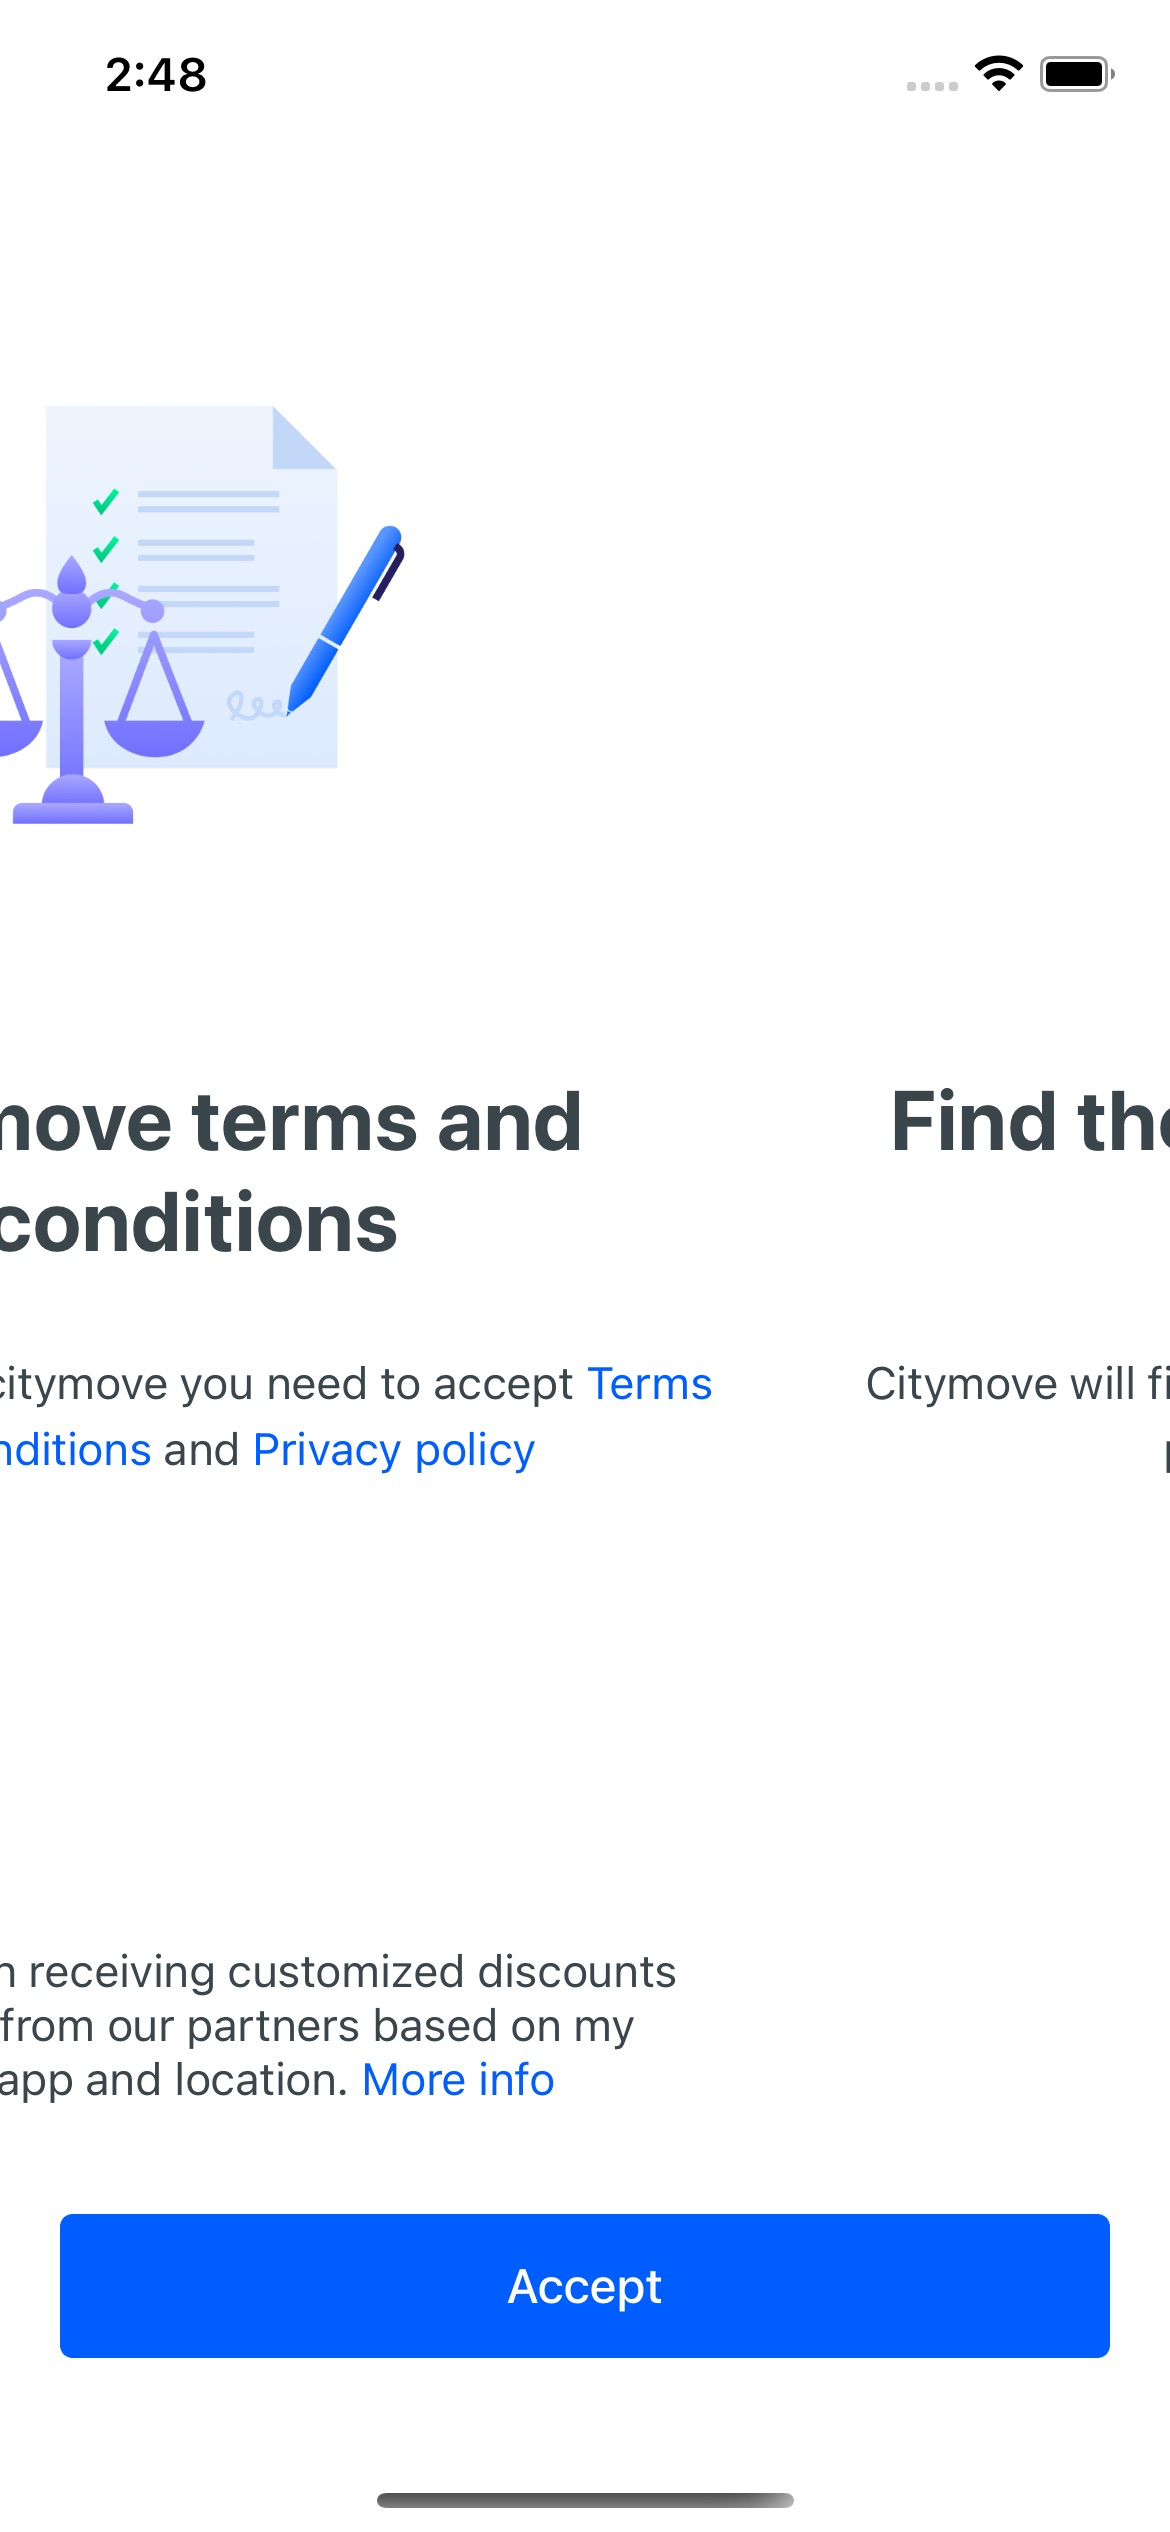 2:48
move terms and
conditions
Find the
citymove you need to accept Terms
nditions and Privacy policy
Citymove will fi
n receiving customized discounts
from our partners based on my
app and location. More info
Accept